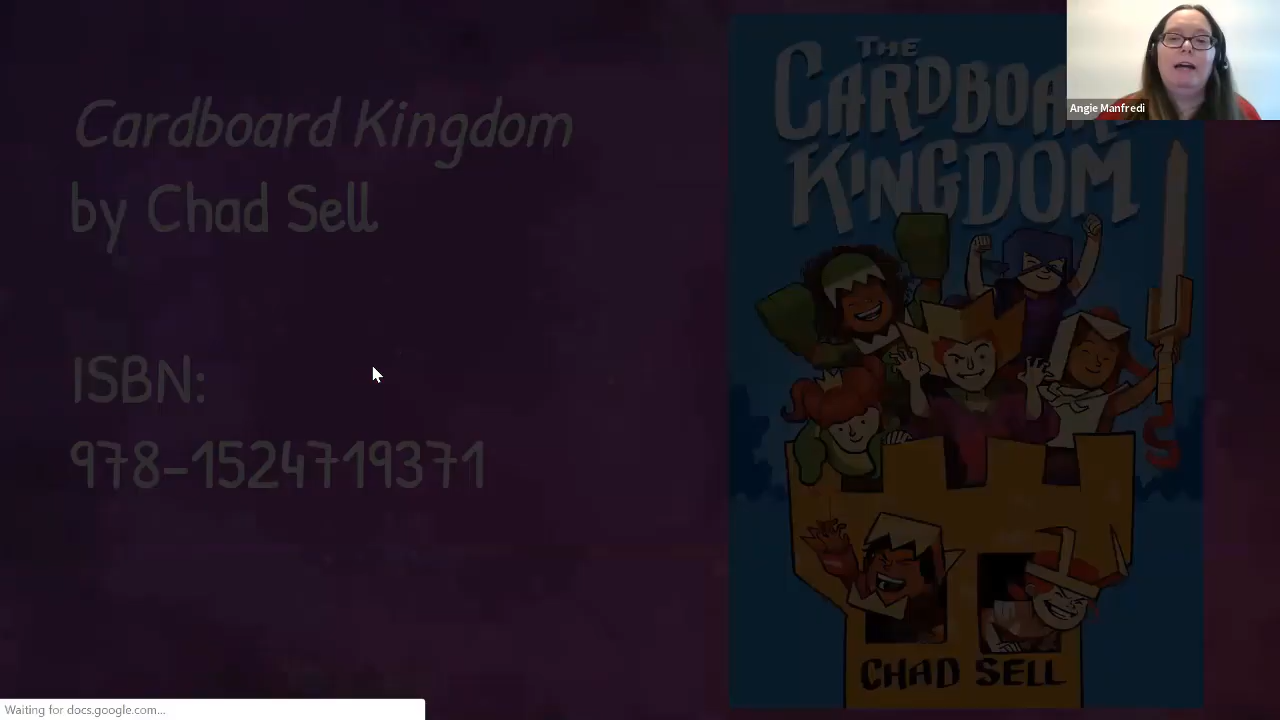 Cardboard Kingdom
by Chad Sell
ISBN:
978-1524719371
THE
CARDBOAR
KINGDOM
CHAD SELL
Angie Manfredi
Waiting for docs.google.com...